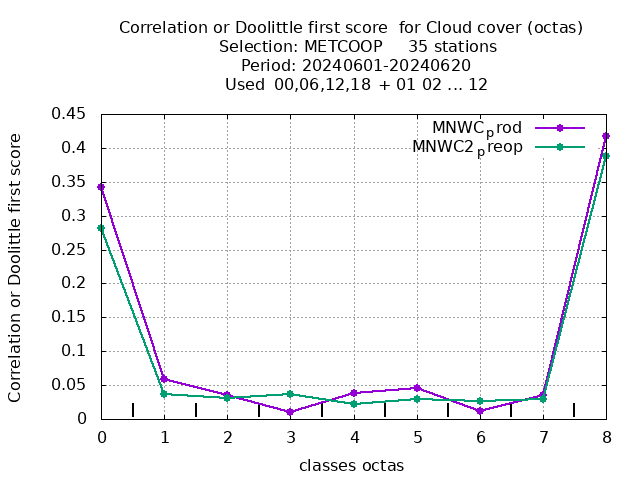 Correlation or Doolittle first score  for Cloud cover (octas)
Selection: METCOOP     35 stations
Period: 20240601-20240620
Used  00,06,12,18 + 01 02 ... 12
MNWCprod
MNWC2preop
Correlation or Doolittle first score
0.45
0.4
0.35
0.3
0.25
0.2
0.15
0.1
0.05
0
0 1 2 3 4 5 6 7 8
classes octas